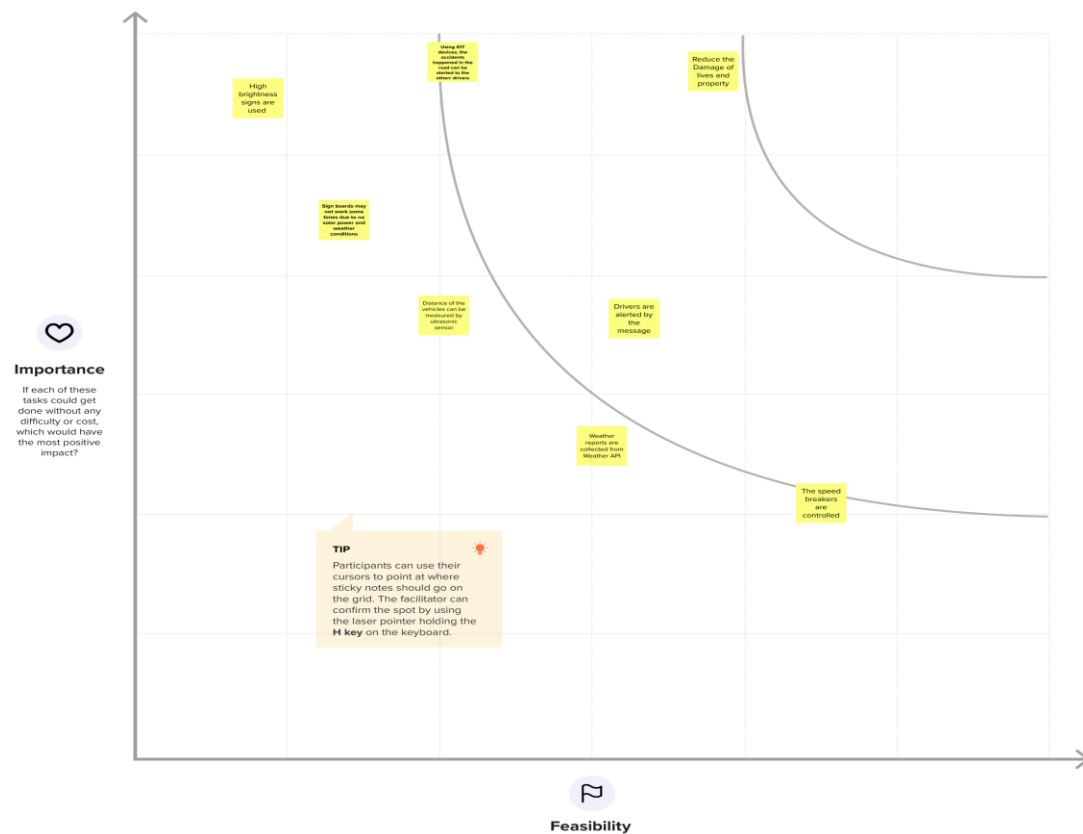 Using IOT
devices, the
accidents
happened in the
road can be
alerted to the
otherr drivers
Reduce the
Damage of
lives and
property
High
brightness
signs are
used
Sign boards may
not work some
times due to no
solar power and
weather
conditions
Distance of the
vehicles can be
measured by
ultrasonic
sensor
Drivers are
alerted by
the
message
Importance
If each of these
tasks could get
done without any
difficulty or cost,
which would have
the most positive
impact?
Weather
reports are
collected from
Weather API
The speed
breakers
are
controlled
TIP
Participants can use their
cursors to point at where
sticky notes should go on
the grid. The facilitator can
confirm the spot by using
the laser pointer holding the
H key on the keyboard.
Feasibility